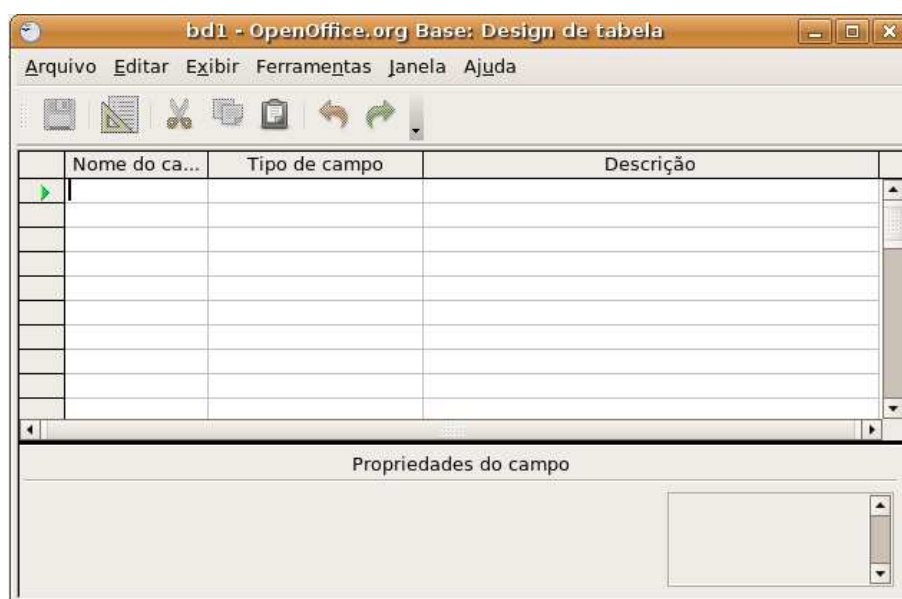 bd1 - OpenOffice.org Base: Design de tabela
Arquivo Editar Exibir Ferramentas Janela Ajuda
Nome do ca... Tipo de campo Descrição
Propriedades do campo